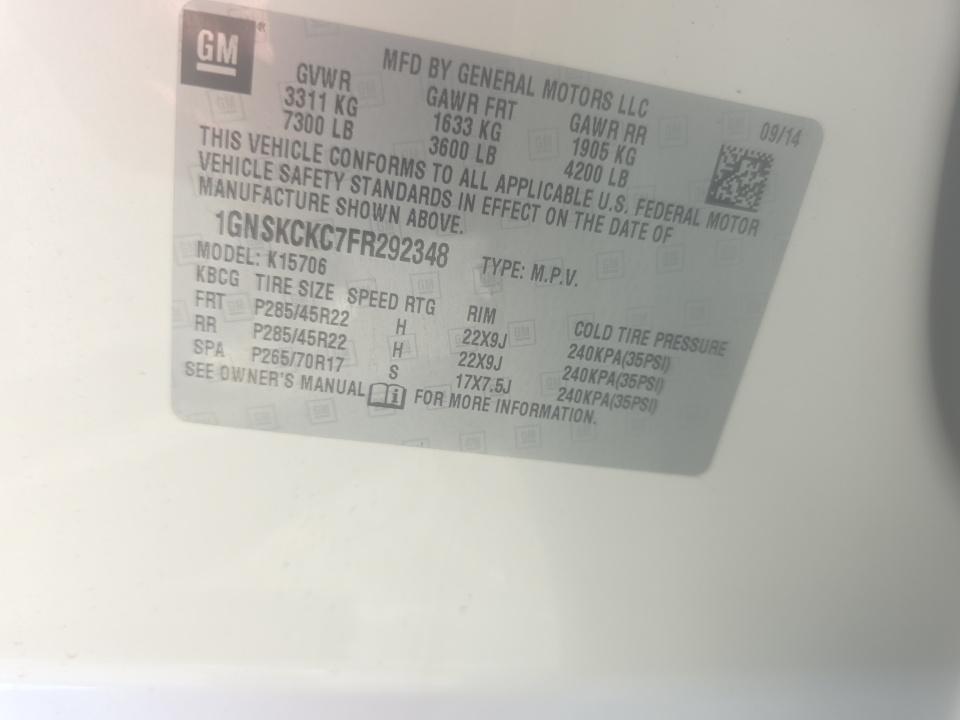 GM
MFD BY GENERAL MOTORS LLC
09/14
GVWR GAWR FRT GAWR RR
3311 KG 1633 KG 1905 KG
7300 LB 3600 LB 4200 LB
THIS VEHICLE CONFORMS TO ALL APPLICABLE U.S. FEDERAL MOTOR
VEHICLE SAFETY STANDARDS IN EFFECT ON THE DATE OF
MANUFACTURE SHOWN ABOVE.
1GNSKCKC7FR292348 TYPE: M.P.V.
MODEL: K15706
KBCG TIRE SIZE SPEED RTG RIM COLD TIRE PRESSURE
FRT P285/45R22 H 22X9J 240KPA(35PSI)
RR P285/45R22 H 22X9J 240KPA(35PSI)
SPA P265/70R17 S 17X7.5J 240KPA(35PSI)
SEE OWNER'S MANUAL FOR MORE INFORMATION.